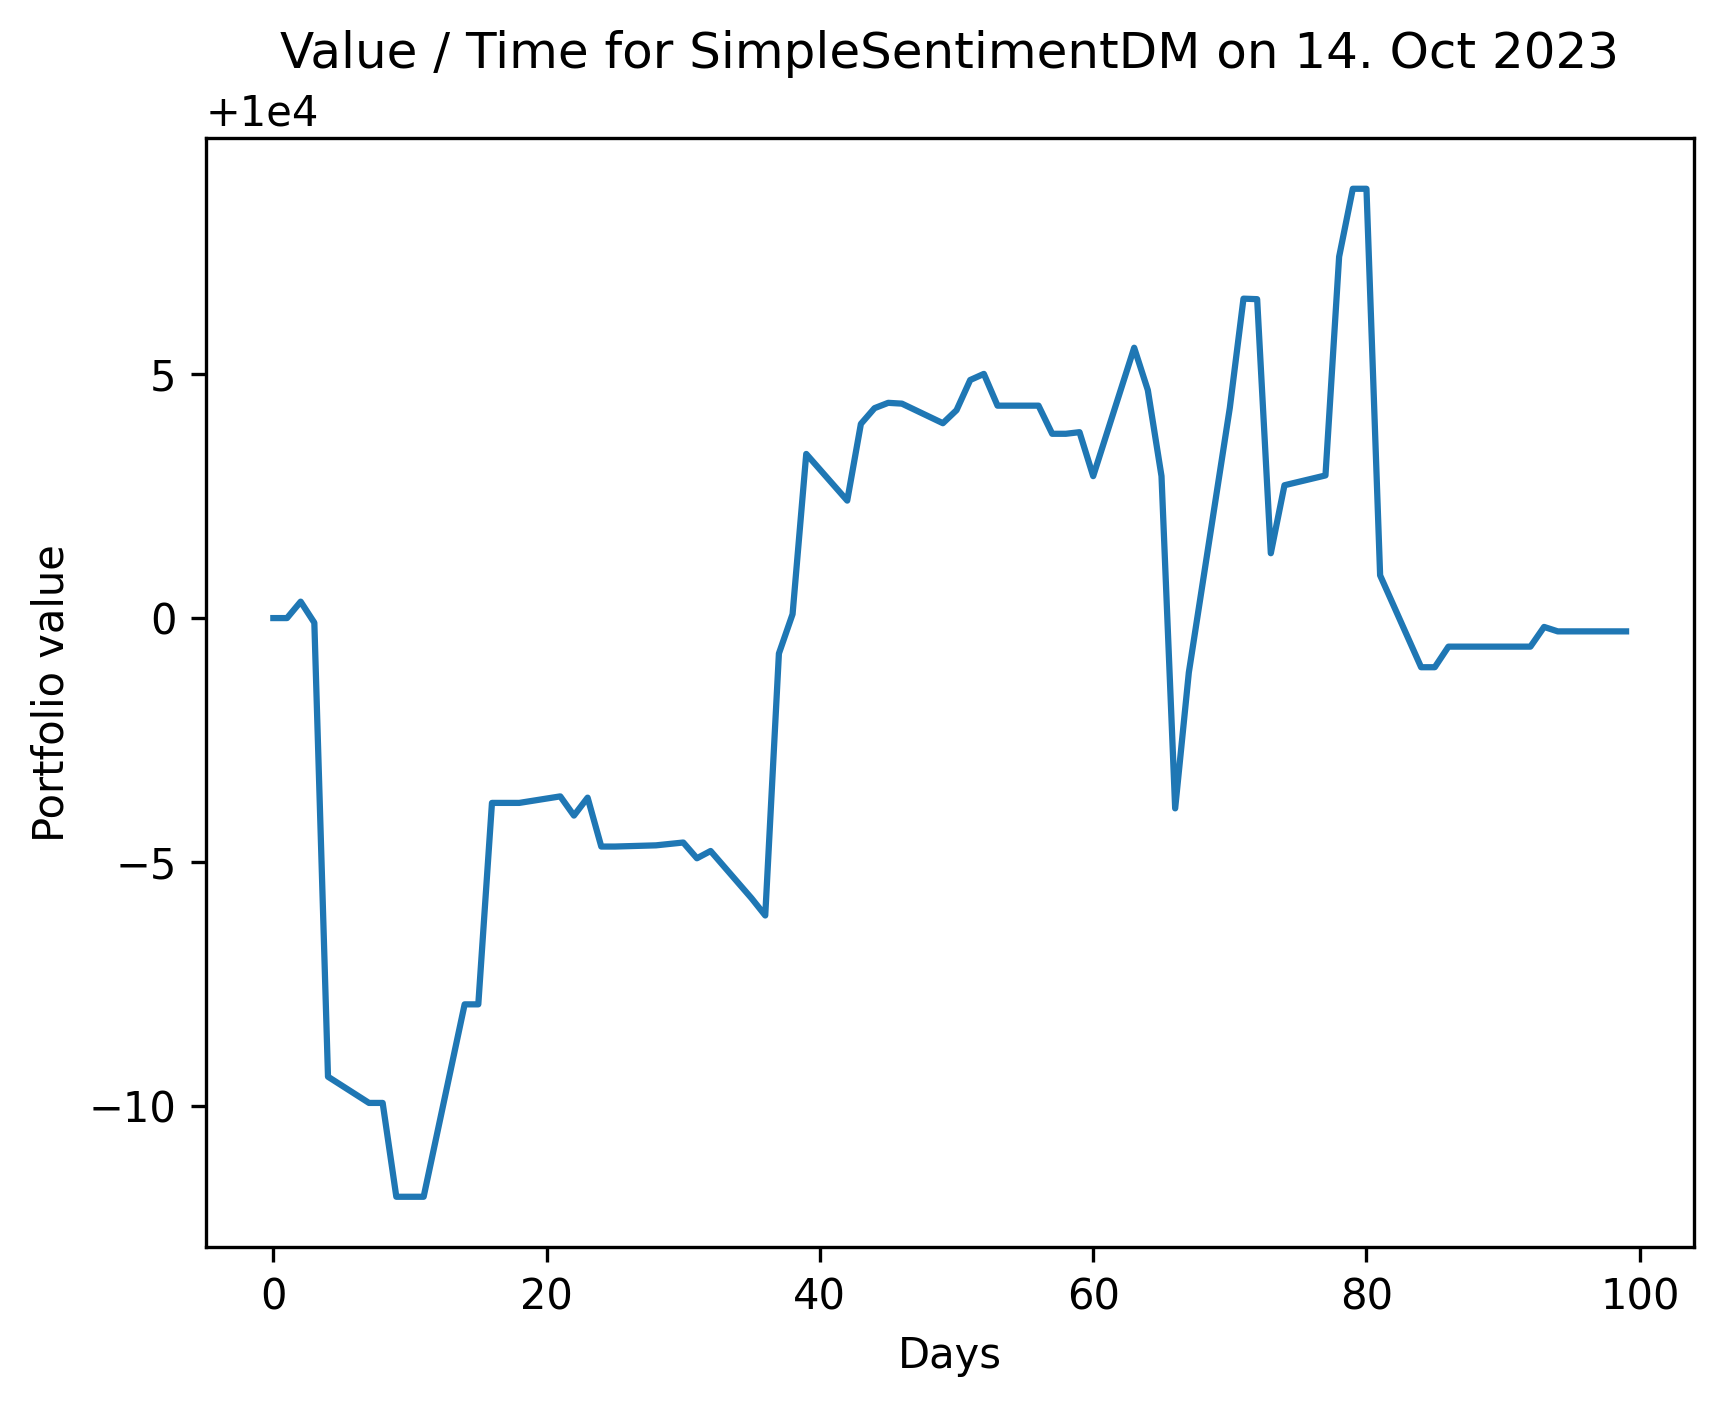 Value / Time for SimpleSentimentDM on 14. Oct 2023
+1e4
5
0
−5
−10
Portfolio value
0 20 40 60 80 100
Days